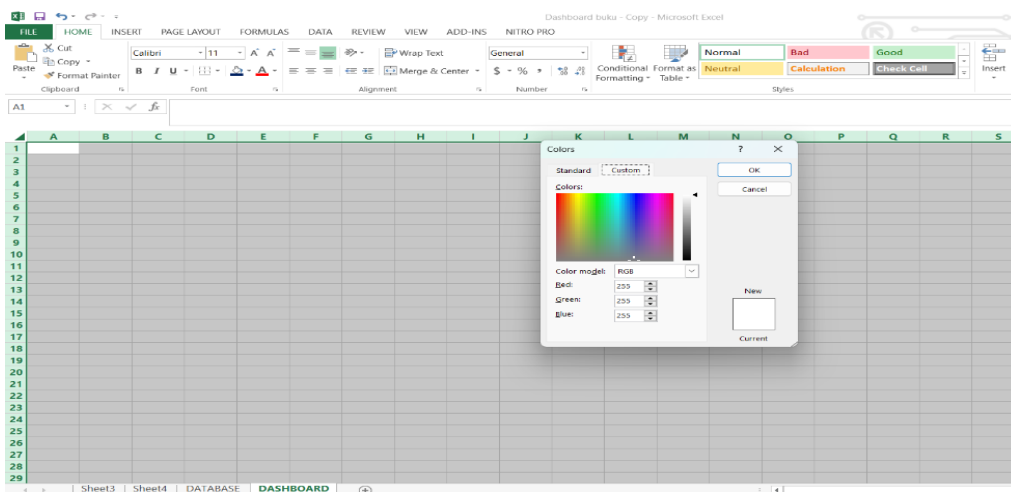 Dashboard buku - Copy - Microsoft Excel
FILE HOME INSERT PAGE LAYOUT FORMULAS DATA REVIEW VIEW ADD-INS NITRO PRO
Paste
Cut
Copy
Format Painter
Clipboard
Calibri 11 A A
B I U A
Font
Wrap Text
Merge & Center
Alignment
General
$ % ,
Number
Conditional Formatting
Format as Table
Normal Bad Good
Neutral Calculation Check Cell
Styles
Insert
A1 fx
A B C D E F G H I J K L M N O P Q R S
1
2
3
4
5
6
7
8
9
10
11
12
13
14
15
16
17
18
19
20
21
22
23
24
25
26
27
28
29
Colors ?
Standard Custom
Colors:
OK
Cancel
Color model: RGB
Red: 255
Green: 255
Blue: 255
New
Current
Sheet3 Sheet4 DATABASE DASHBOARD